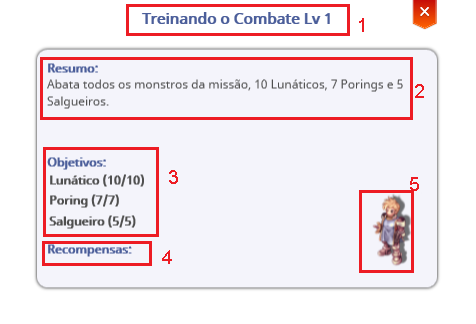 Treinando o Combate Lv 1
1
Resumo:
Abata todos os monstros da missão, 10 Lunáticos, 7 Porings e 5
Salgueiros.
2
Objetivos:
Lunático (10/10)
Poring (7/7)
Salgueiro (5/5)
3
Recompensas:
4
5